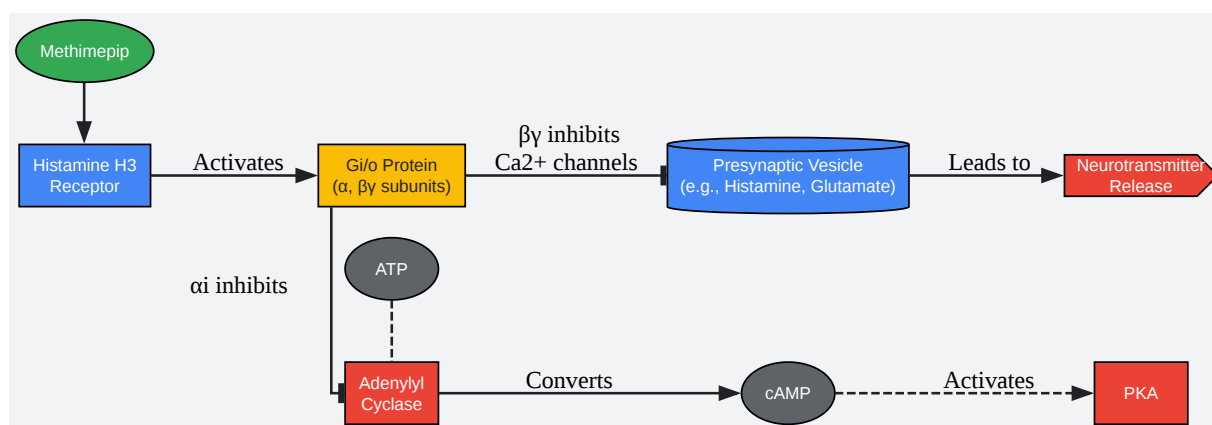 Methimepip
Histamine H3
Receptor
Activates
Gi/o Protein
(α, βγ subunits)
βγ inhibits
Ca2+ channels
Presynaptic Vesicle
(e.g., Histamine, Glutamate)
Leads to
Neurotransmitter
Release
αi inhibits
ATP
Adenylyl
Cyclase
Converts
cAMP
Activates
PKA